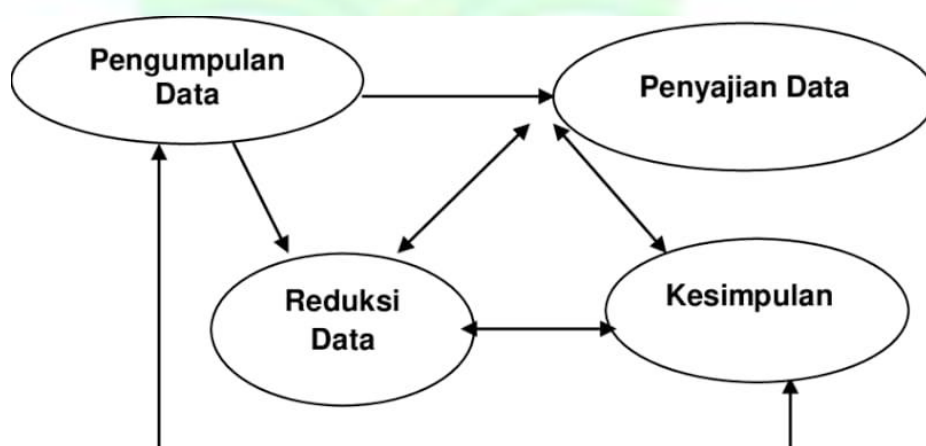 Pengumpulan
Data
Penyajian Data
Reduksi
Data
Kesimpulan